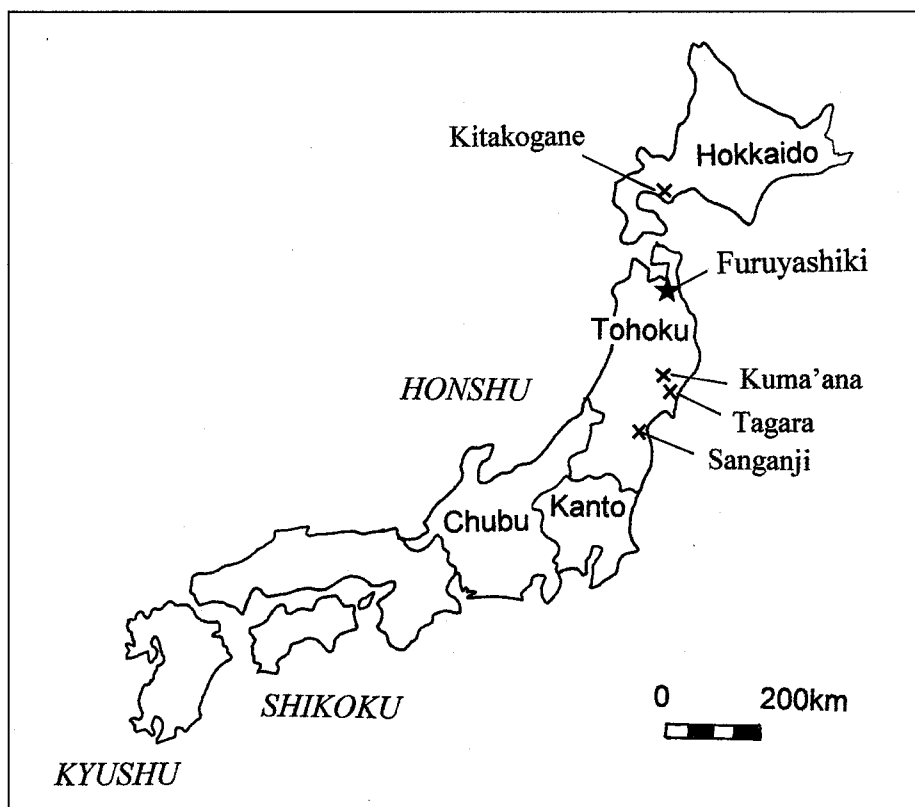 Kitakogane
Hokkaido
Furuyashiki
Tohoku
Kuma'ana
HONSHU
Tagara
Sanganji
Chubu
Kanto
0 200km
SHIKOKU
KYUSHU